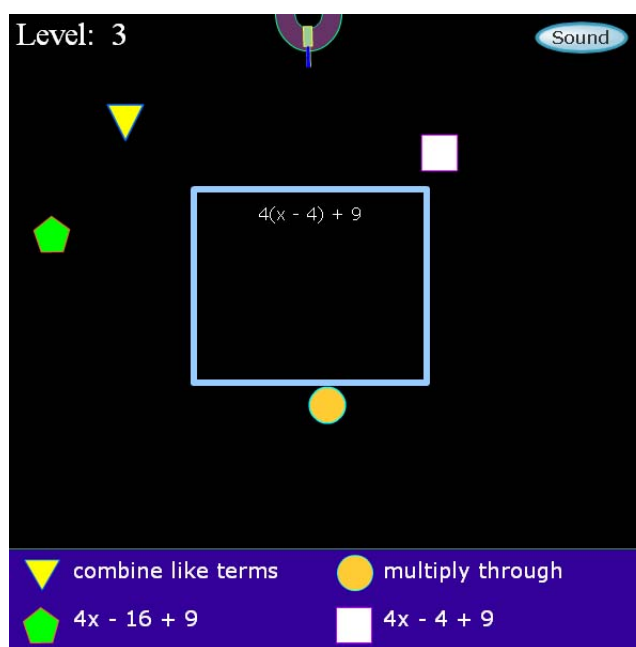 Level: 3
Sound
4(x - 4) + 9
combine like terms
multiply through
4x - 16 + 9
4x - 4 + 9